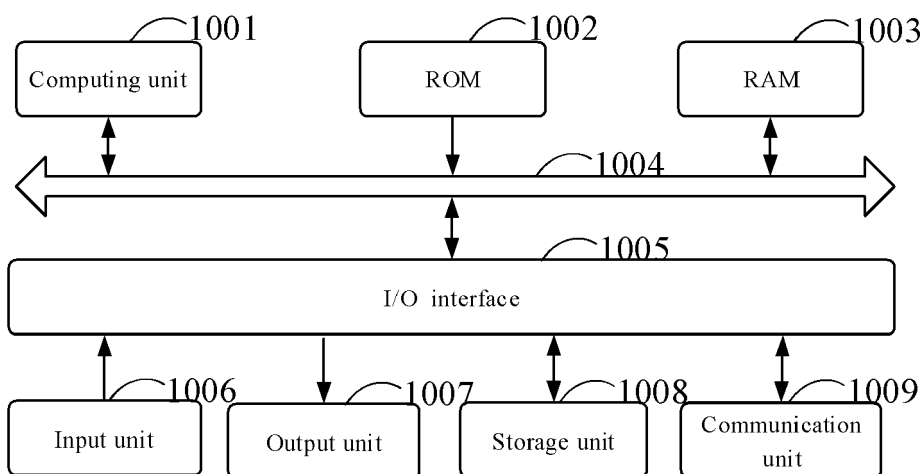 1001
1002
1003
Computing unit
ROM
RAM
1004
1005
I/O interface
1006
1007
1008
1009
Input unit
Output unit
Storage unit
Communication
unit